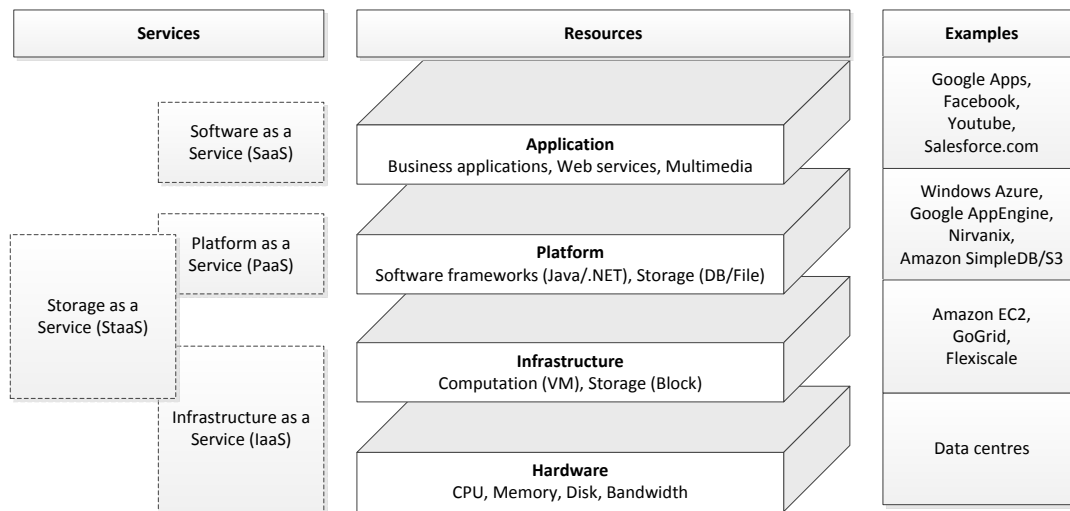 Services
Resources
Examples
Software as a
Service (SaaS)
Platform as a
Service (PaaS)
Storage as a
Service (StaaS)
Infrastructure as a
Service (IaaS)
Application
Business applications, Web services, Multimedia
Platform
Software frameworks (Java/.NET), Storage (DB/File)
Infrastructure
Computation (VM), Storage (Block)
Hardware
CPU, Memory, Disk, Bandwidth
Google Apps,
Facebook,
Youtube,
Salesforce.com
Windows Azure,
Google AppEngine,
Nirvanix,
Amazon SimpleDB/S3
Amazon EC2,
GoGrid,
Flexiscale
Data centres